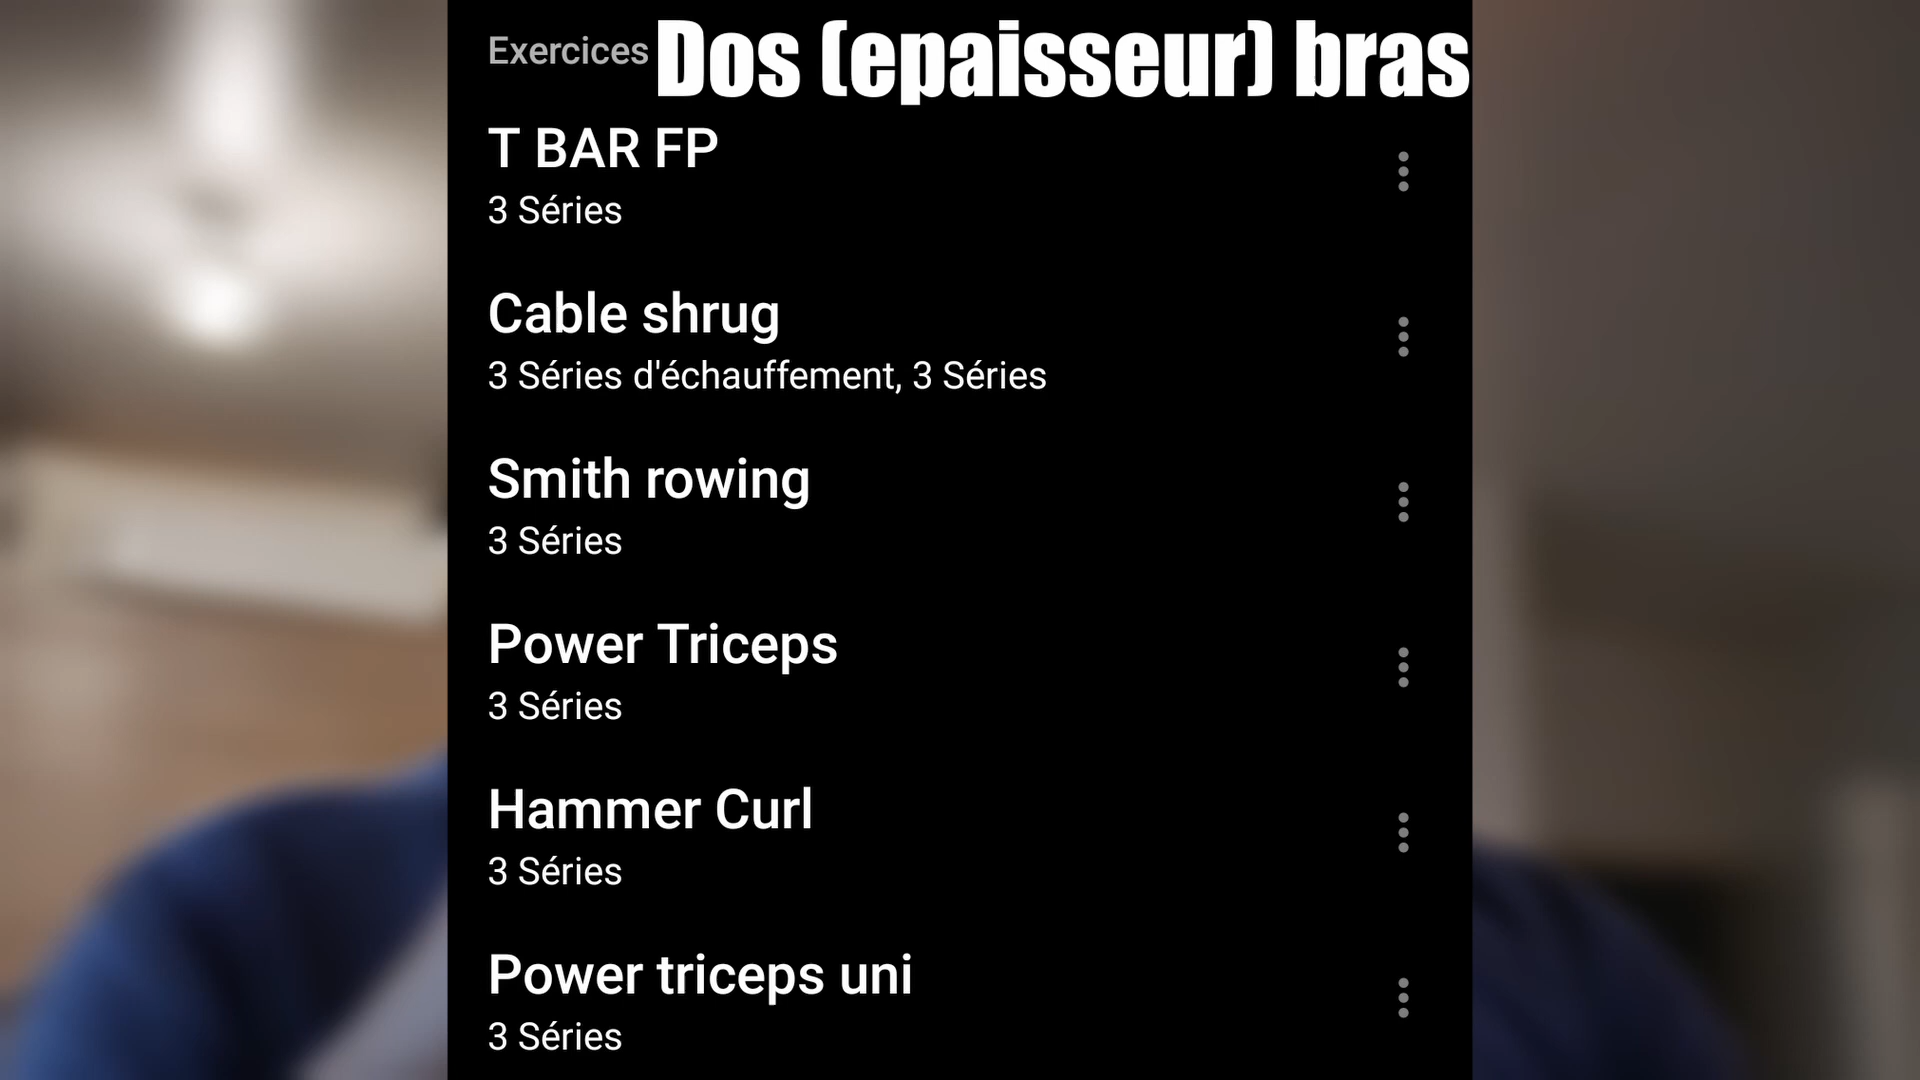 Exercices Dos (epaisseur) bras
T BAR FP
3 Séries
Cable shrug
3 Séries d'échauffement, 3 Séries
Smith rowing
3 Séries
Power Triceps
3 Séries
Hammer Curl
3 Séries
Power triceps uni
3 Séries